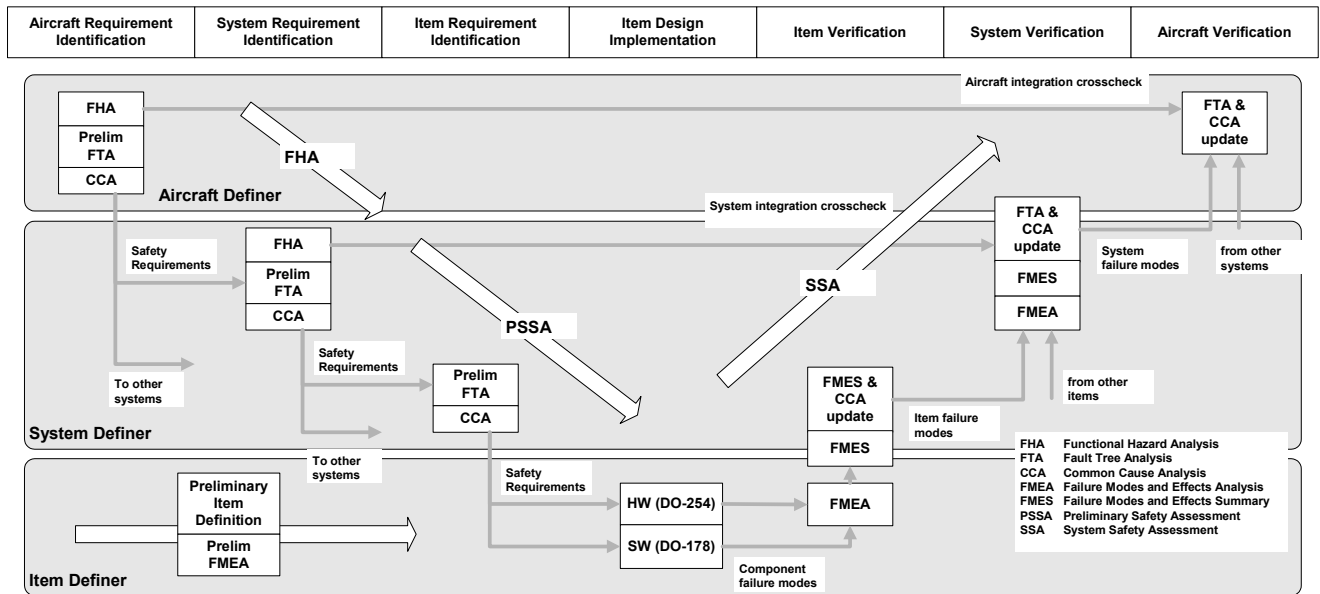 Aircraft Requirement
Identification
System Requirement
Identification
Item Requirement
Identification
Item Design
Implementation
Item Verification
System Verification
Aircraft Verification
FHA
Prelim
FTA
CCA
FHA
Aircraft Definer
Aircraft integration crosscheck
FTA &
CCA
update
System integration crosscheck
Safety
Requirements
To other
systems
FHA
Prelim
FTA
CCA
PSSA
SSA
FTA &
CCA
update
FMES
FMEA
System
failure modes
from other
systems
Safety
Requirements
To other
systems
Prelim
FTA
CCA
FMES &
CCA
update
FMES
Item failure
modes
from other
items
System Definer
FHA Functional Hazard Analysis
FTA Fault Tree Analysis
CCA Common Cause Analysis
FMEA Failure Modes and Effects Analysis
FMES Failure Modes and Effects Summary
PSSA Preliminary Safety Assessment
SSA System Safety Assessment
Preliminary
Item
Definition
Prelim
FMEA
Safety
Requirements
HW (DO-254)
SW (DO-178)
FMEA
Component
failure modes
Item Definer